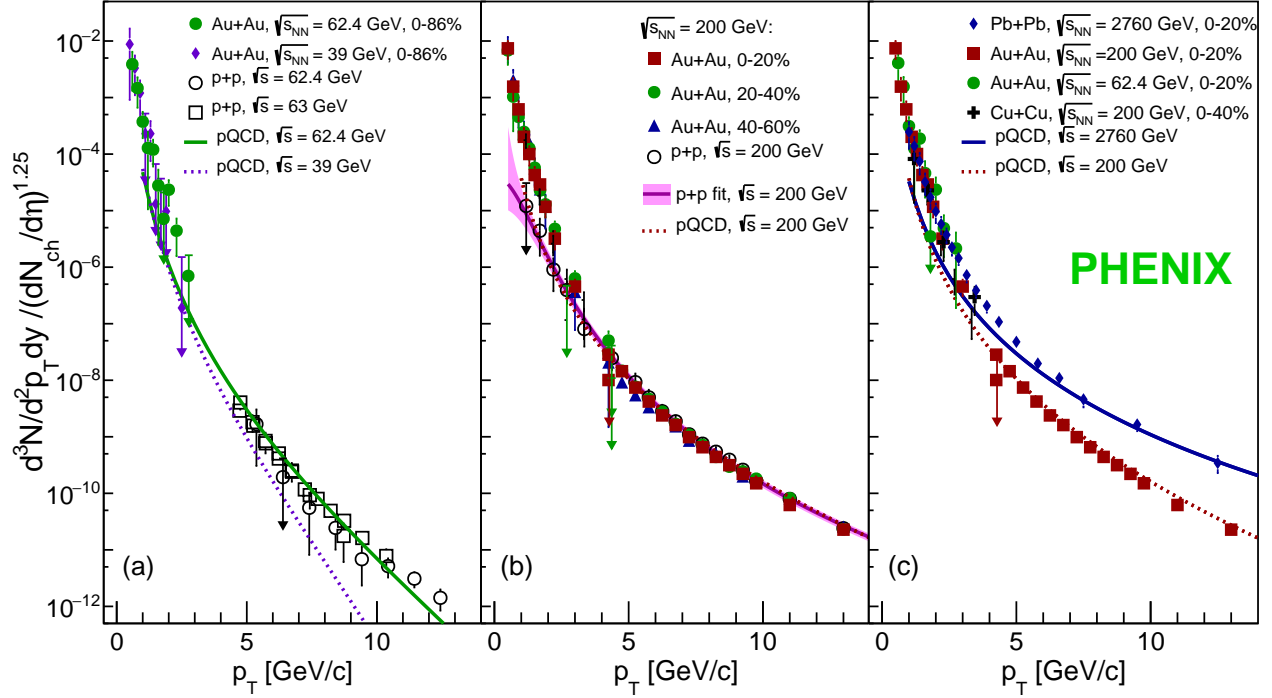 d³N/d²p_T dy /(dN_ch/dη)^1.25
10⁻²
10⁻⁴
10⁻⁶
10⁻⁸
10⁻¹⁰
10⁻¹²
Au+Au, √s_NN = 62.4 GeV, 0-86%
Au+Au, √s_NN = 39 GeV, 0-86%
p+p, √s = 62.4 GeV
p+p, √s = 63 GeV
pQCD, √s = 62.4 GeV
pQCD, √s = 39 GeV
(a)
0 5 10
p_T [GeV/c]
√s_NN = 200 GeV:
Au+Au, 0-20%
Au+Au, 20-40%
Au+Au, 40-60%
p+p, √s = 200 GeV
p+p fit, √s = 200 GeV
pQCD, √s = 200 GeV
(b)
0 5 10
p_T [GeV/c]
Pb+Pb, √s_NN = 2760 GeV, 0-20%
Au+Au, √s_NN =200 GeV, 0-20%
Au+Au, √s_NN = 62.4 GeV, 0-20%
Cu+Cu, √s_NN = 200 GeV, 0-40%
pQCD, √s = 2760 GeV
pQCD, √s = 200 GeV
PHENIX
(c)
0 5 10
p_T [GeV/c]